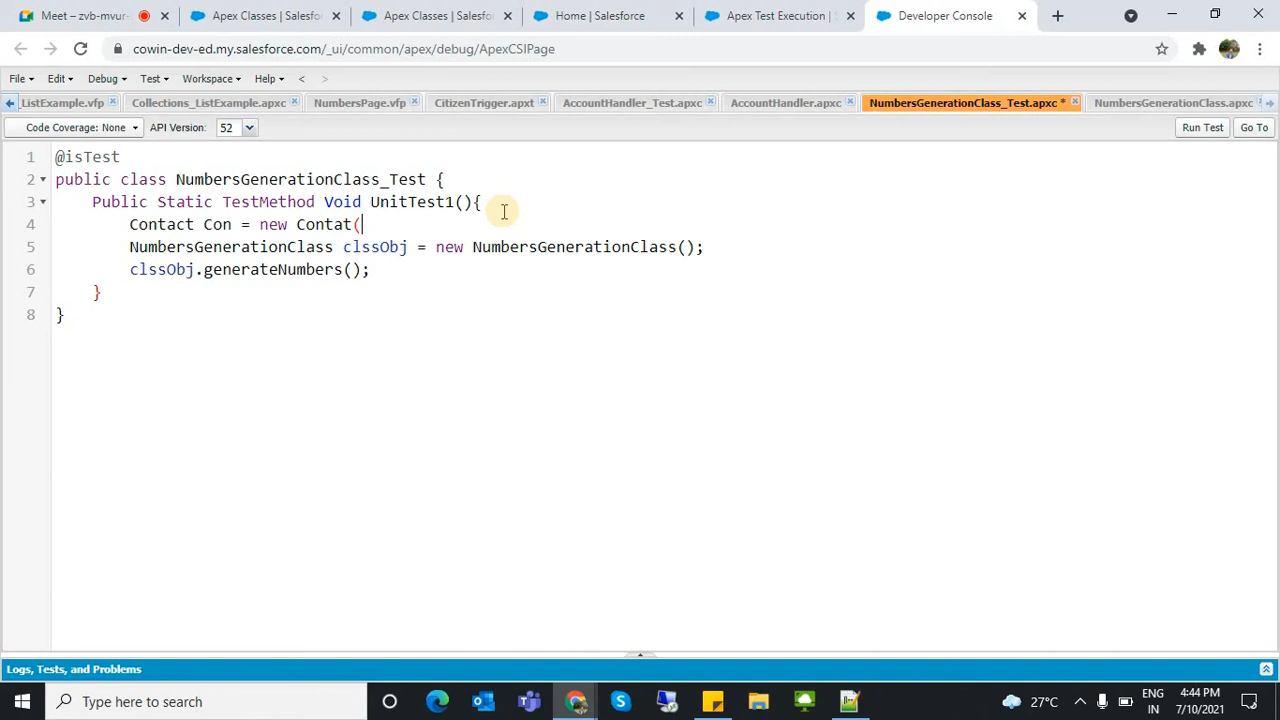 Meet – zvb-mvur-
Apex Classes | Salesfo
Apex Classes | Salesfo
Home | Salesforce
Apex Test Execution |
Developer Console
cowin-dev-ed.my.salesforce.com/_ui/common/apex/debug/ApexCSIPage
File Edit Debug Test Workspace Help < >
ListExample.vfp
Collections_ListExample.apxc
NumbersPage.vfp
CitizenTrigger.apxt
AccountHandler_Test.apxc
AccountHandler.apxc
NumbersGenerationClass_Test.apxc *
NumbersGenerationClass.apxc
Code Coverage: None API Version: 52 Run Test Go To
1 @isTest
2 public class NumbersGenerationClass_Test {
3 Public Static TestMethod Void UnitTest1(){
4 Contact Con = new Contat(
5 NumbersGenerationClass clssObj = new NumbersGenerationClass();
6 clssObj.generateNumbers();
7 }
8 }
Logs, Tests, and Problems
Type here to search
27°C
ENG
IN
4:44 PM
7/10/2021